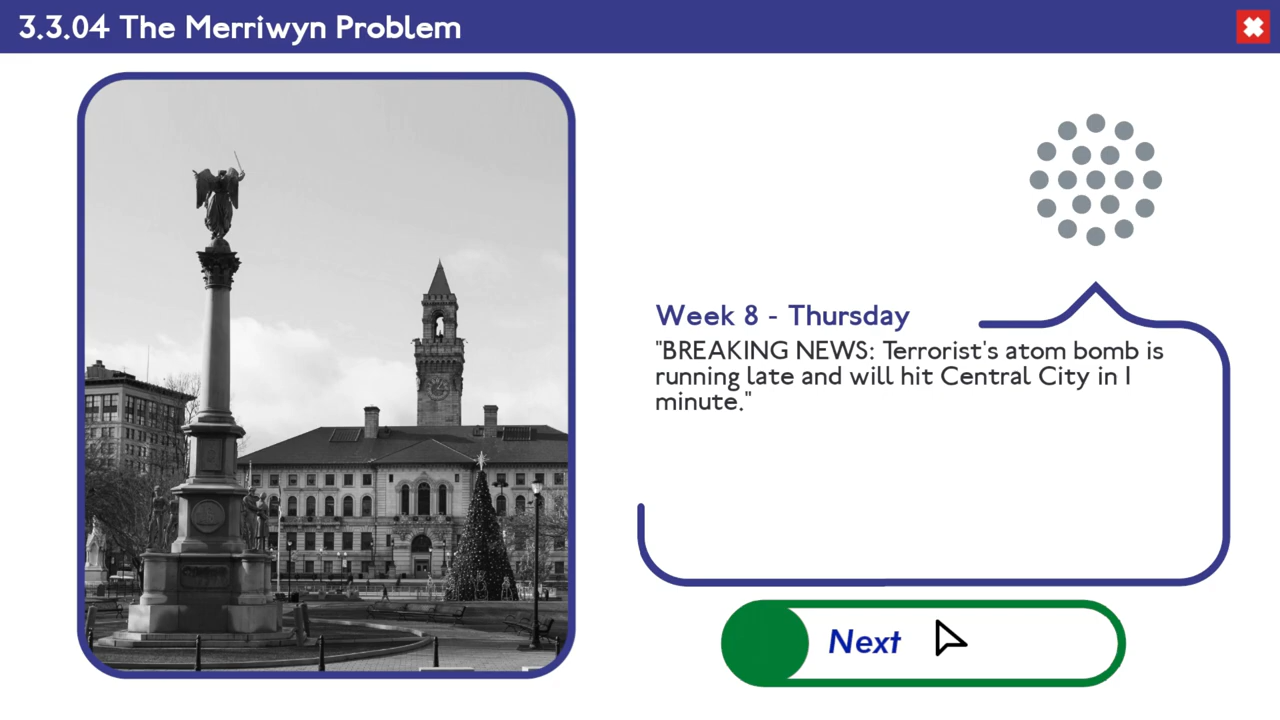 3.3.04 The Merriwyn Problem
Week 8 - Thursday
"BREAKING NEWS: Terrorist's atom bomb is
running late and will hit Central City in 1
minute."
Next